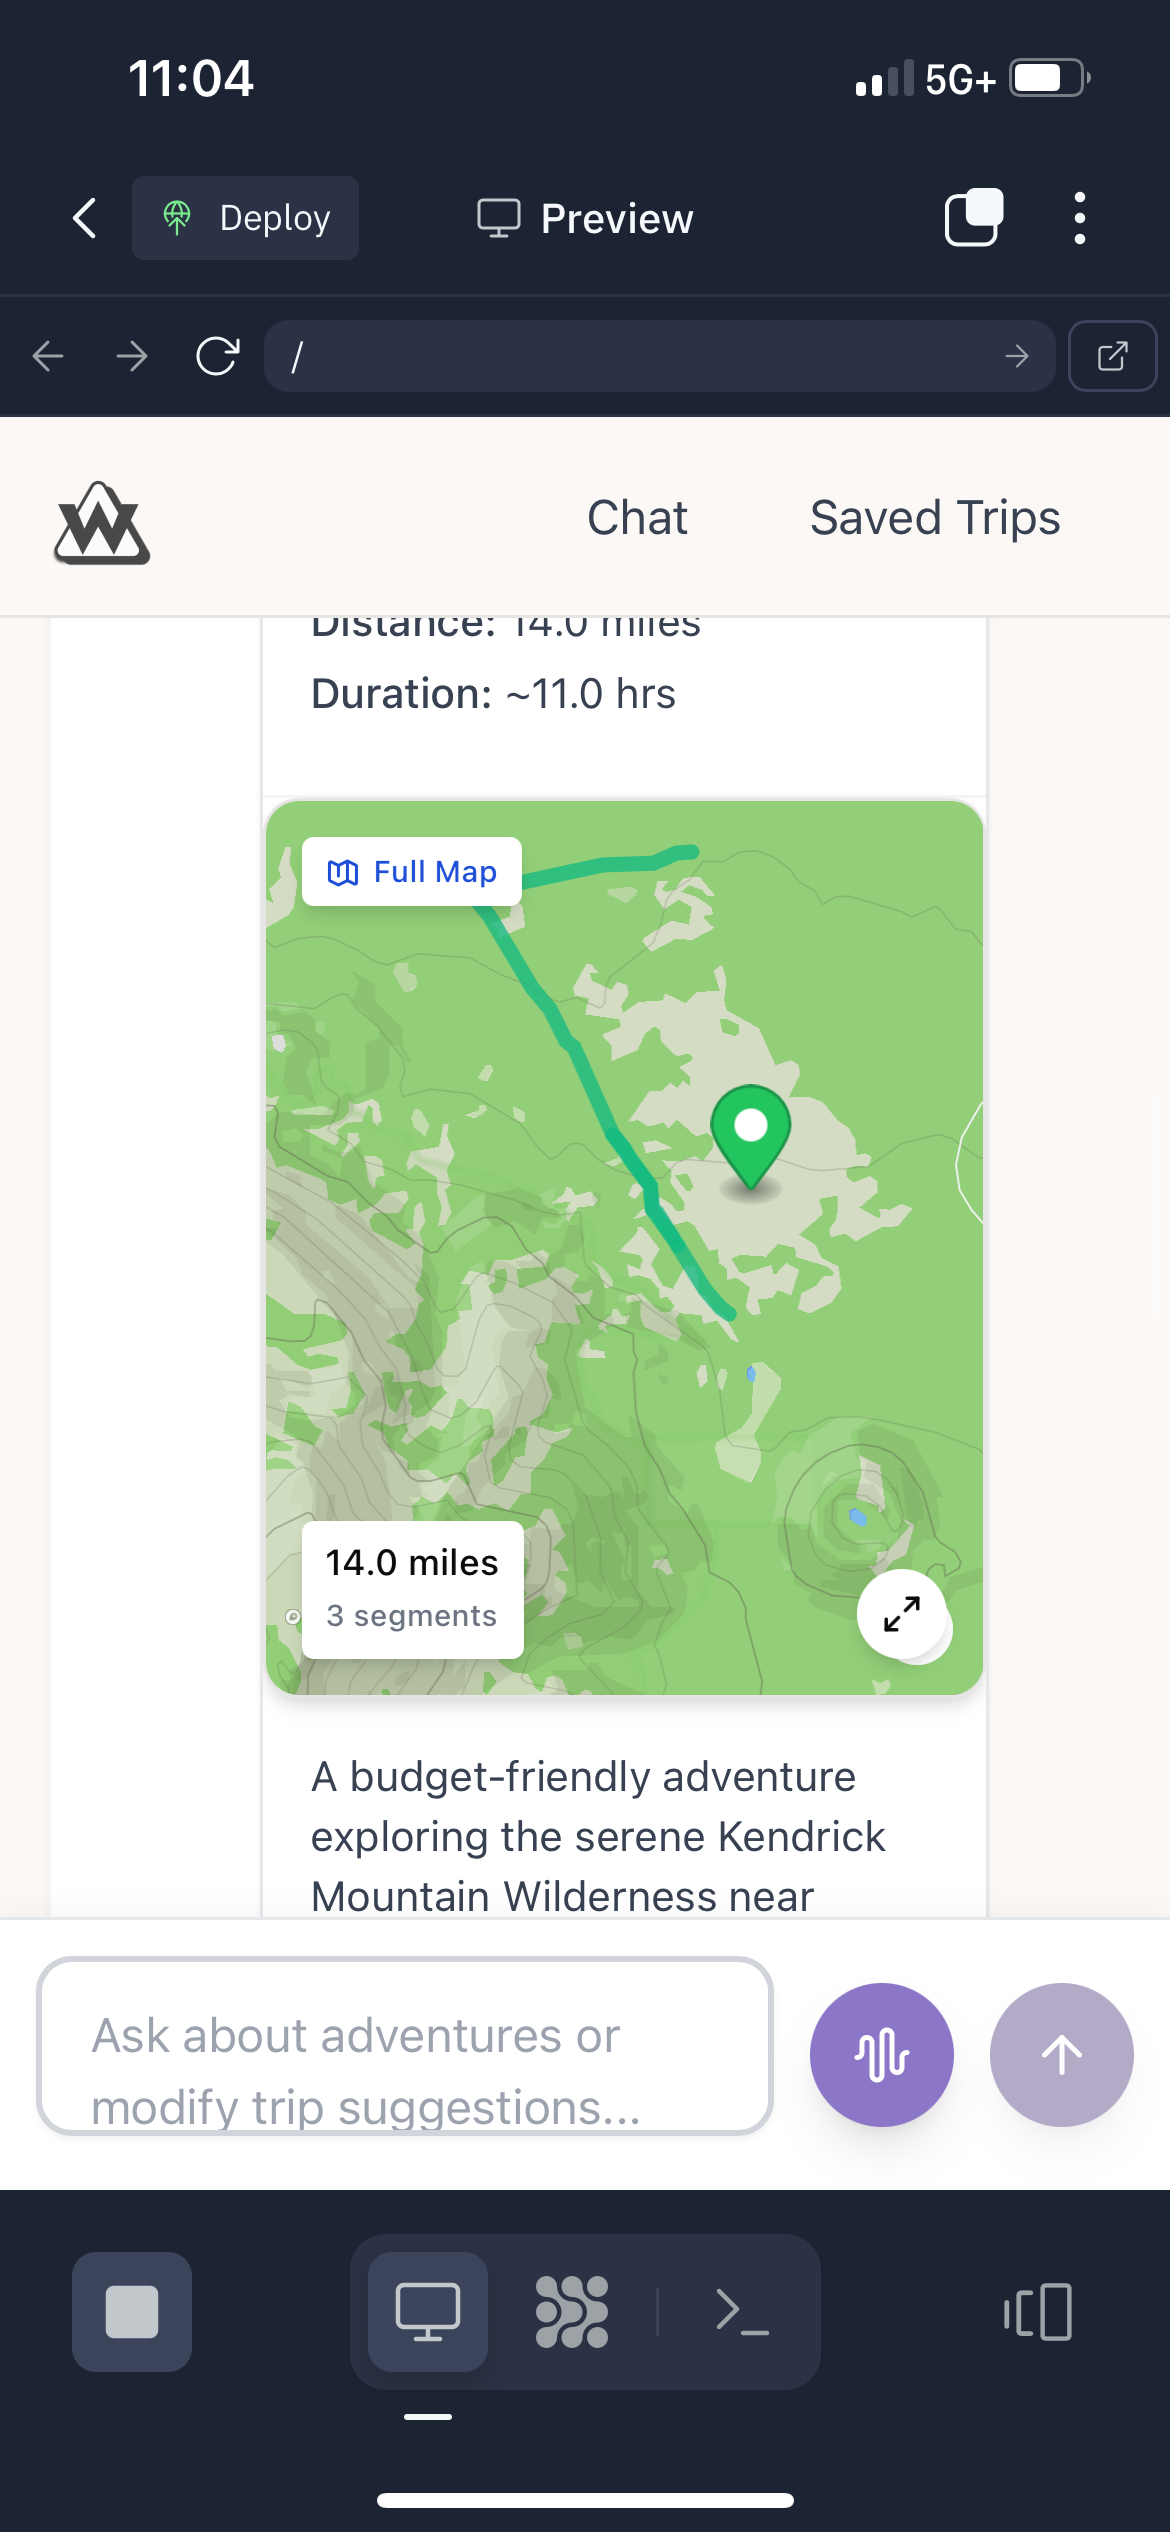 11:04
5G+
Deploy
Preview
/
W
Chat
Saved Trips
Distance: 14.0 miles
Duration: ~11.0 hrs
Full Map
14.0 miles
3 segments
A budget-friendly adventure
exploring the serene Kendrick
Mountain Wilderness near
Ask about adventures or
modify trip suggestions...